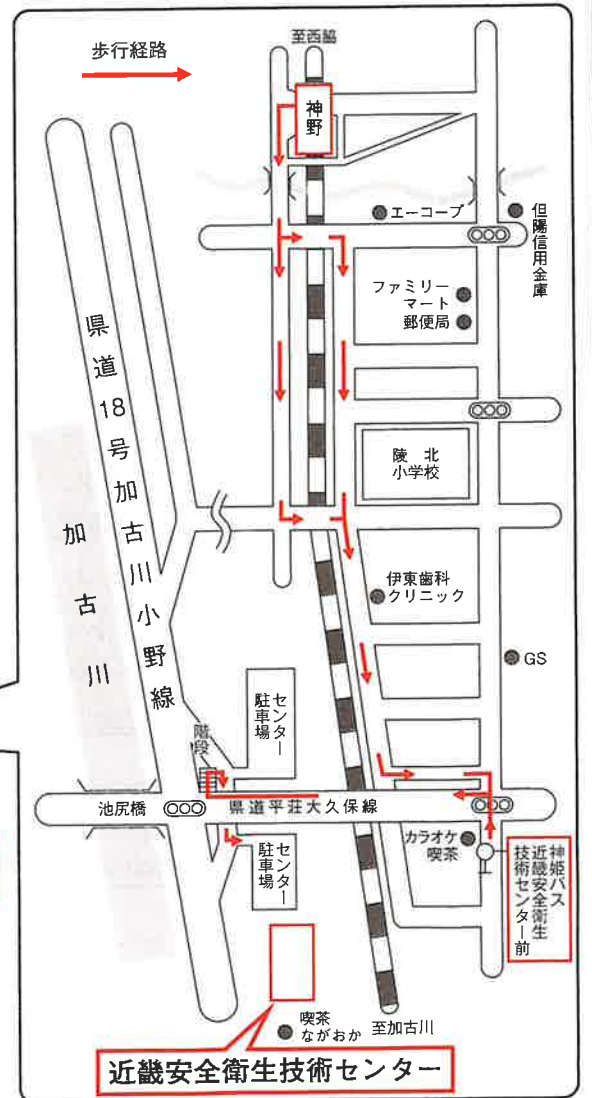 至西脇
歩行経路
神野
エーコープ
但陽信用金庫
ファミリー
マート
郵便局
県道18号加古川小野線
加古川
陵北
小学校
伊東歯科
クリニック
GS
センター
駐車場
階段
池尻橋
県道平荘大久保線
センター
駐車場
カラオケ
喫茶
神姫バス
近畿安全衛生
技術センター前
喫茶
ながおか
至加古川
近畿安全衛生技術センター